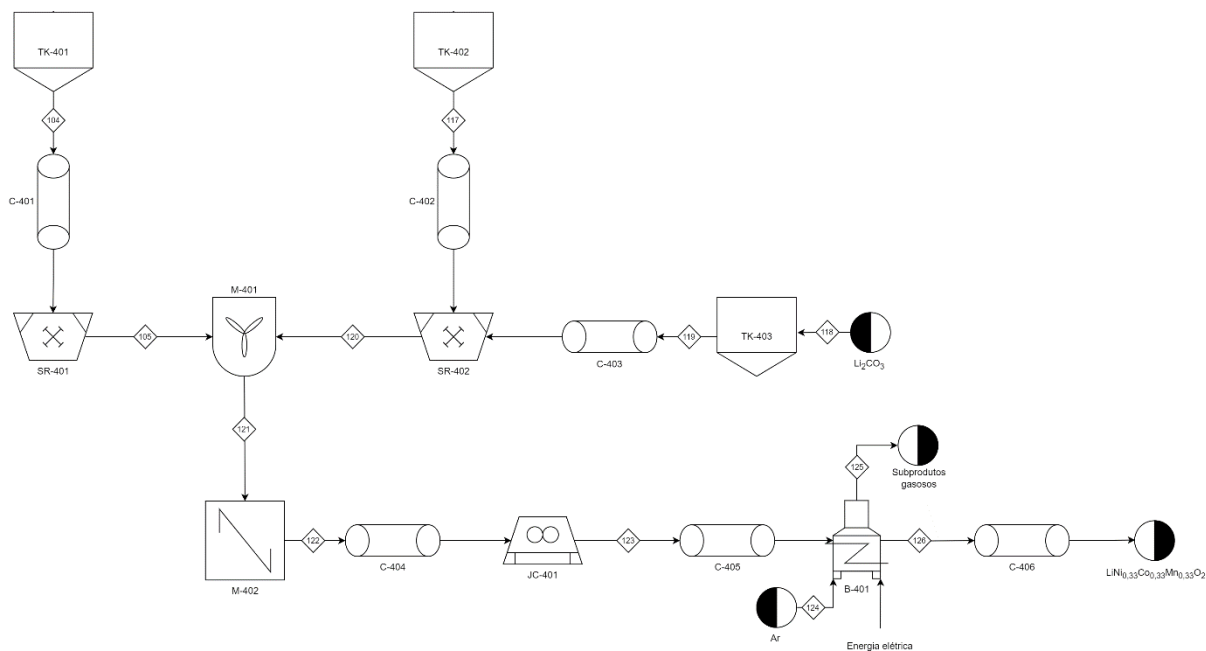 TK-401
TK-402
104
117
C-401
C-402
M-401
105
120
119
118
TK-403
SR-401
SR-402
C-403
Li₂CO₃
121
125
Subprodutos
gasosos
122
123
126
C-404
JC-401
C-405
C-406
M-402
B-401
LiNi₀,₃₃Co₀,₃₃Mn₀,₃₃O₂
124
Ar
Energia elétrica